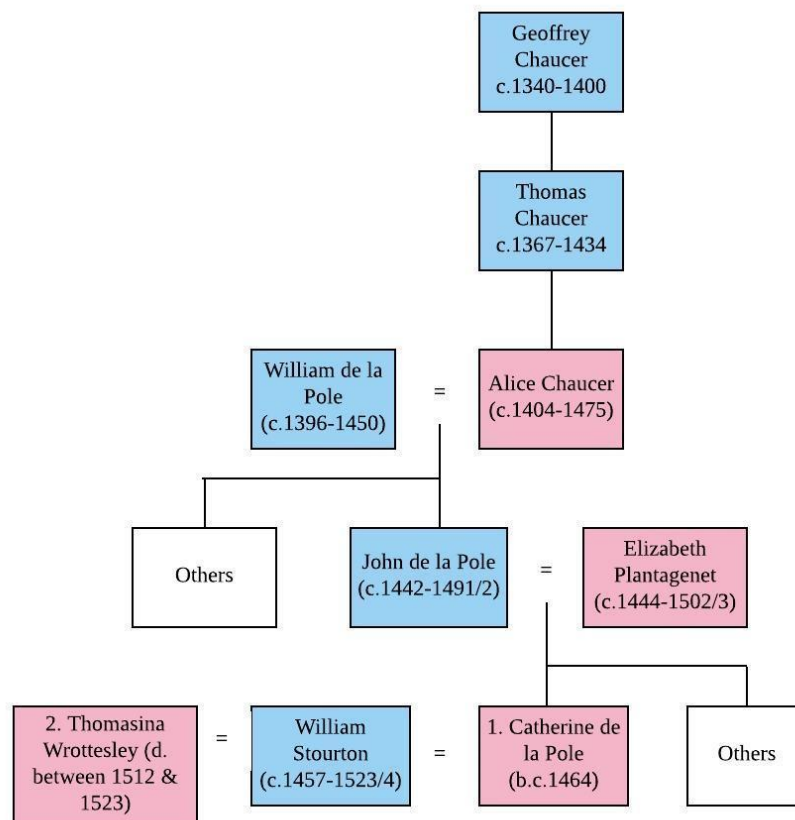 Geoffrey
Chaucer
c.1340-1400
Thomas
Chaucer
c.1367-1434
William de la
Pole
(c.1396-1450)
=
Alice Chaucer
(c.1404-1475)
Others
John de la Pole
(c.1442-1491/2)
=
Elizabeth
Plantagenet
(c.1444-1502/3)
2. Thomasina
Wrottesley (d.
between 1512 &
1523)
=
William
Stourton
(c.1457-1523/4)
=
1. Catherine de
la Pole
(b.c.1464)
Others